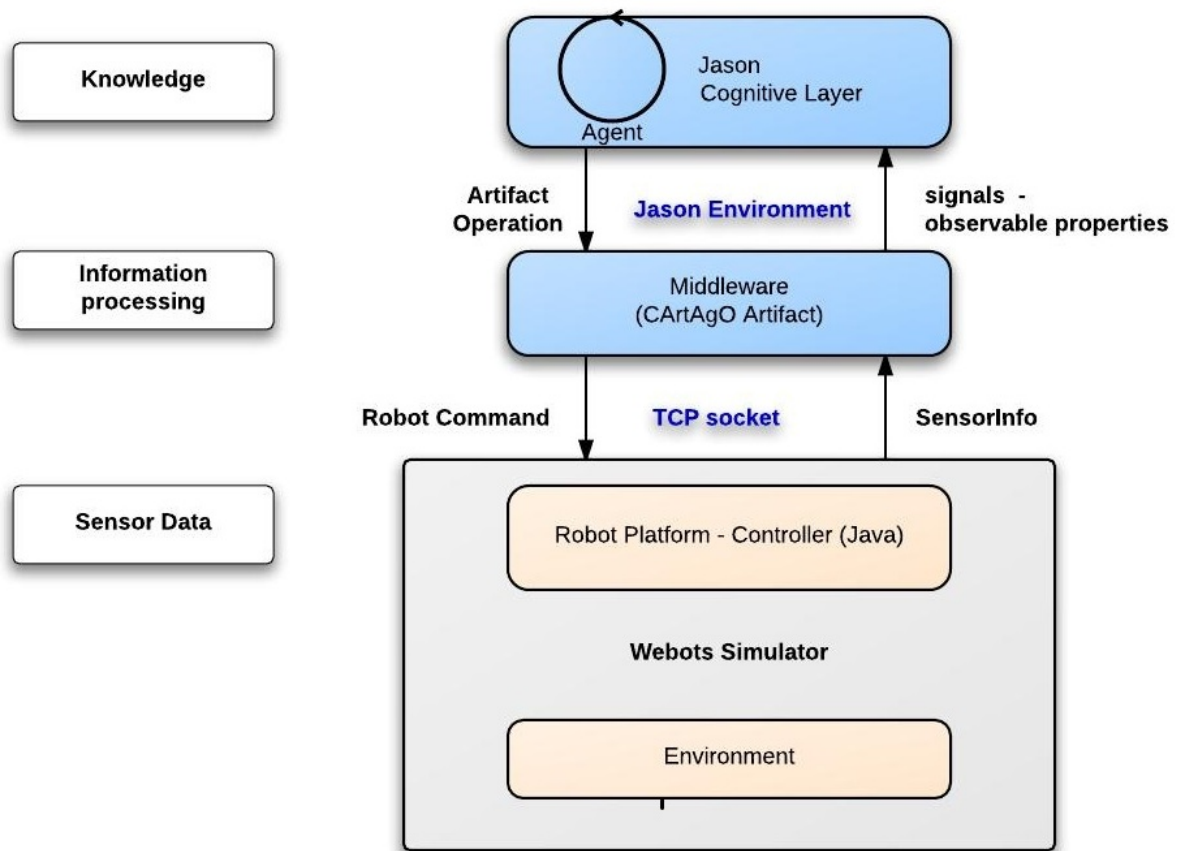 Knowledge
Jason
Cognitive Layer
Agent
Artifact
Operation
Jason Environment
signals -
observable properties
Information
processing
Middleware
(CArtAgO Artifact)
Robot Command
TCP socket
SensorInfo
Sensor Data
Robot Platform - Controller (Java)
Webots Simulator
Environment